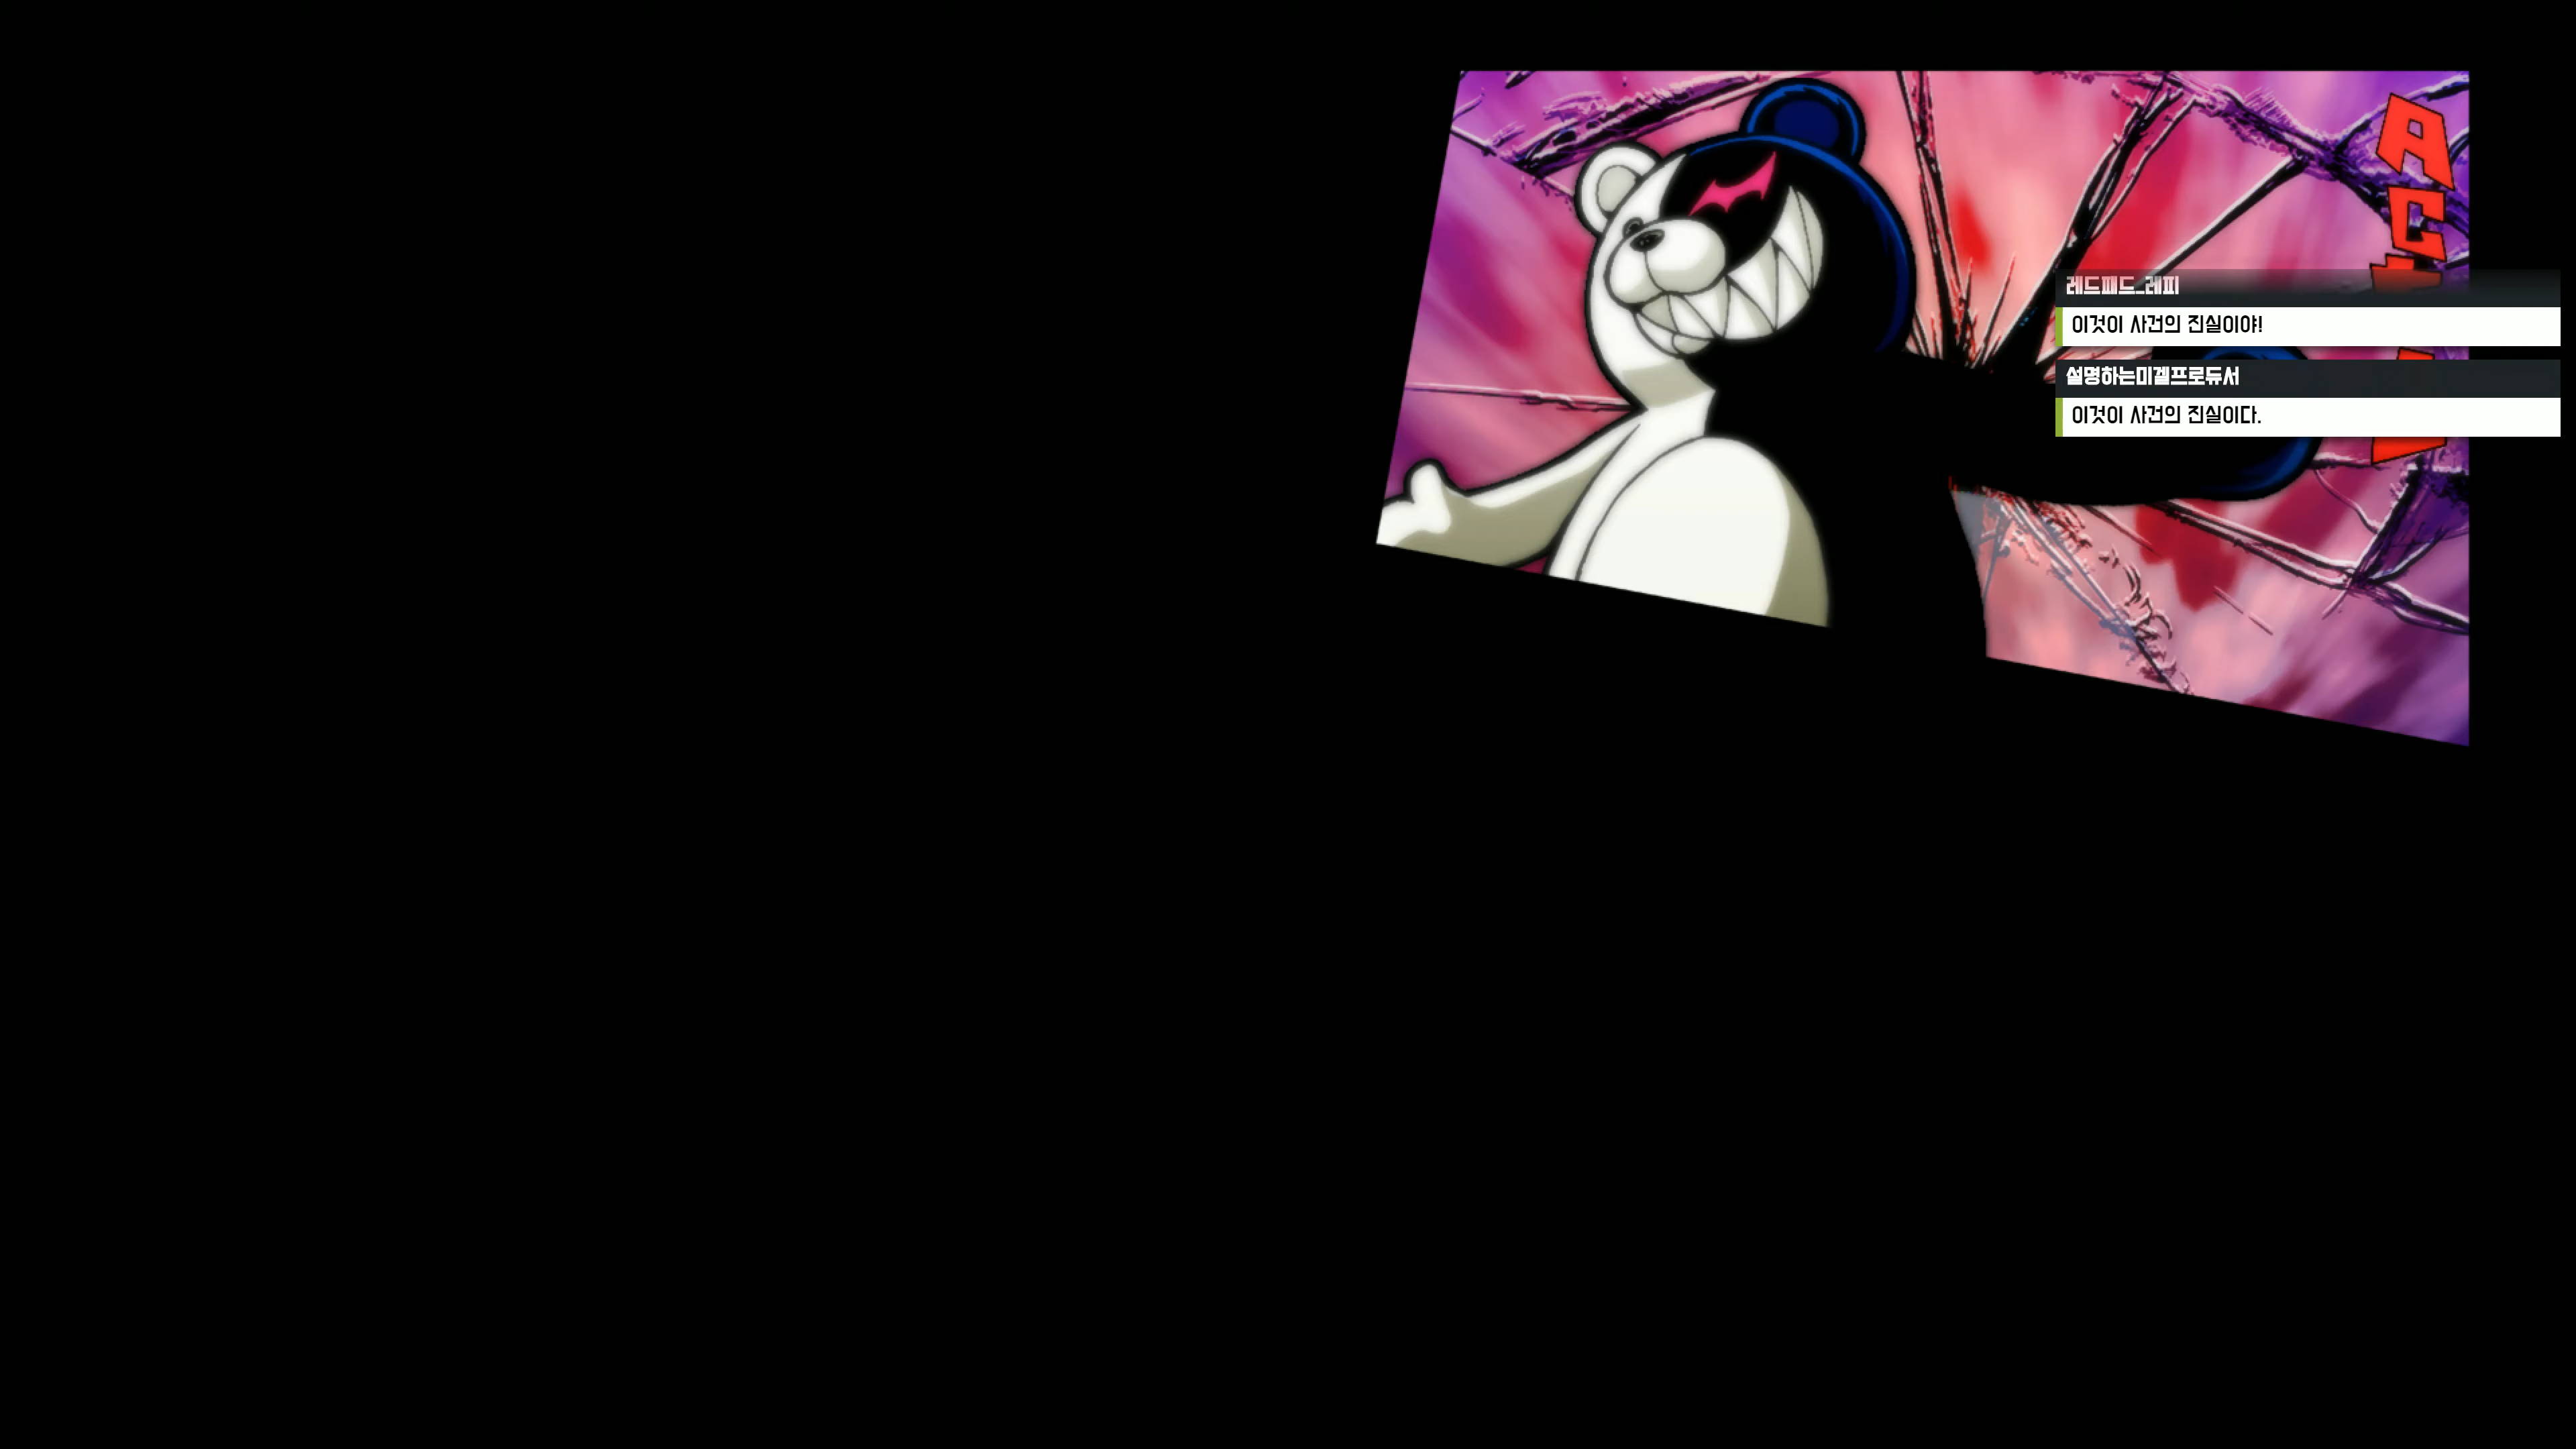 레드패드_레피
이것이 사건의 진실이야!
설명하는미겔프로듀서
이것이 사건의 진실이다.